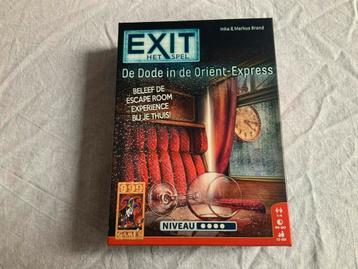 Inka & Markus Brand
EXIT
HET SPEL
De Dode in de Oriënt-Express
BELEEF DE
ESCAPE ROOM
EXPERIENCE
BIJ JE THUIS!
999
GAMES
NIVEAU